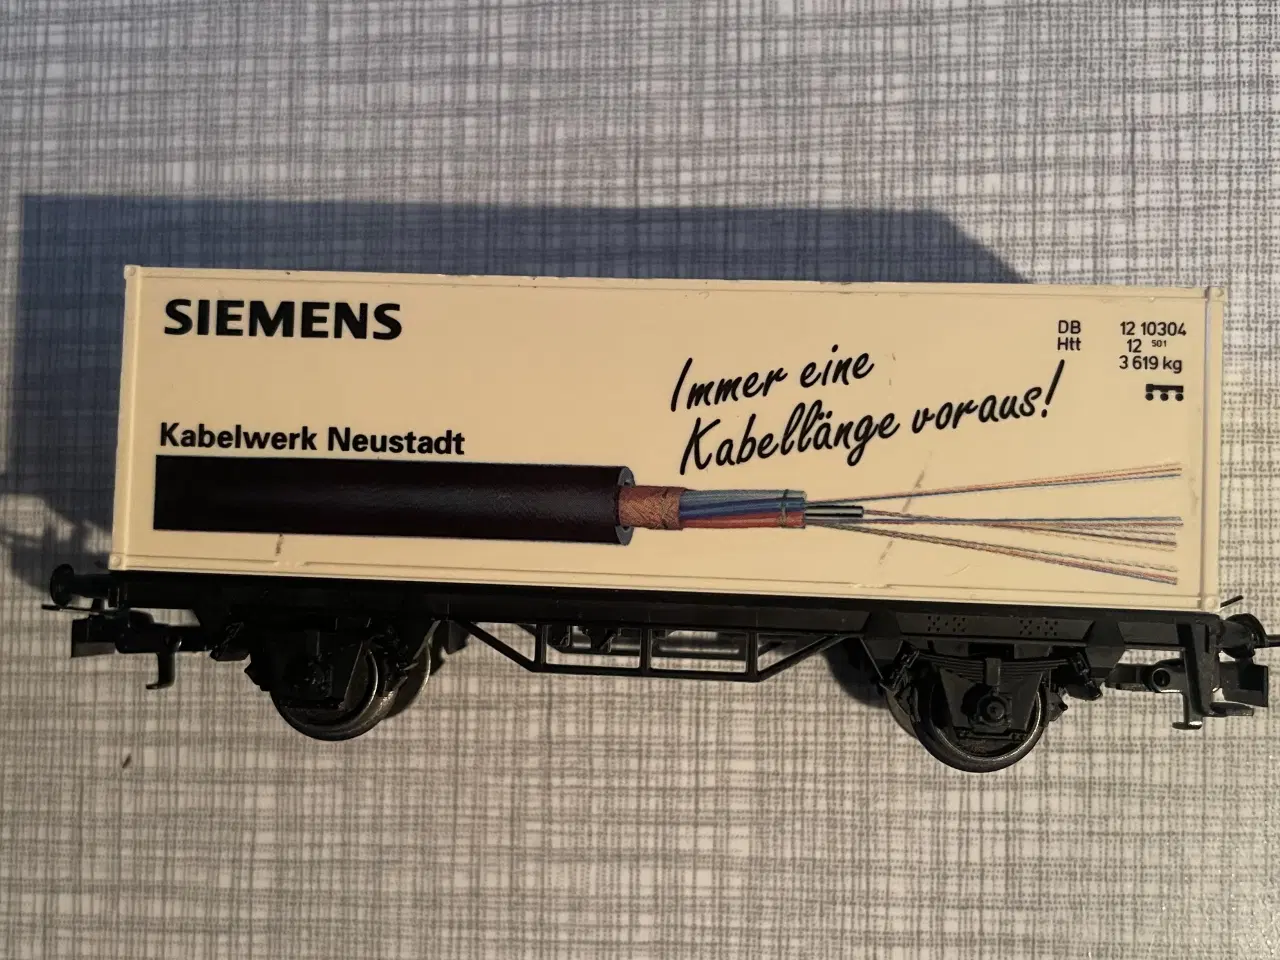 SIEMENS
Kabelwerk Neustadt
Immer eine
Kabellänge voraus!
DB 12 10304
Htt 12 501
3 619 kg